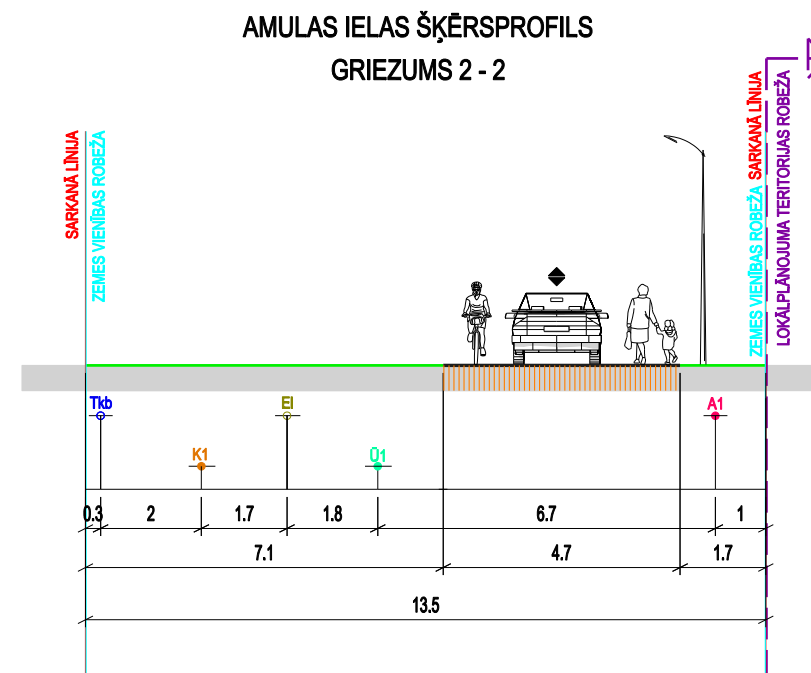 AMULAS IELAS ŠĶĒRSPROFILS
GRIEZUMS 2 - 2
SARKANĀ LĪNIJA
ZEMES VIENĪBAS ROBEŽA
ZEMES VIENĪBAS ROBEŽA SARKANĀ LĪNIJA
LOKĀLPLĀNOJUMA TERITORIJAS ROBEŽA
Tkb
El
A1
K1
Ū1
0.3 2 1.7 1.8 6.7 1
7.1 4.7 1.7
13.5